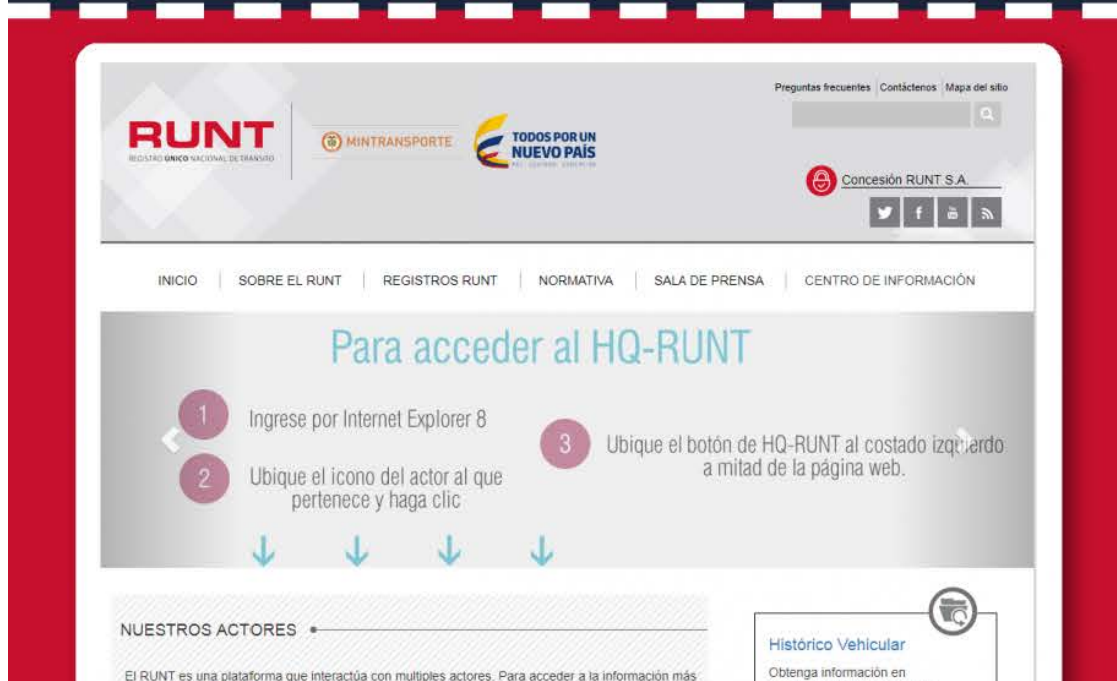 Preguntas frecuentes | Contáctenos | Mapa del sitio
RUNT
REGISTRO ÚNICO NACIONAL DE TRÁNSITO
MINTRANSPORTE
TODOS POR UN
NUEVO PAÍS
Concesión RUNT S.A.
INICIO | SOBRE EL RUNT | REGISTROS RUNT | NORMATIVA | SALA DE PRENSA | CENTRO DE INFORMACIÓN
Para acceder al HQ-RUNT
1 Ingrese por Internet Explorer 8
2 Ubique el icono del actor al que
pertenece y haga clic
3 Ubique el botón de HQ-RUNT al costado izquierdo
a mitad de la página web.
NUESTROS ACTORES
El RUNT es una plataforma que interactúa con multiples actores. Para acceder a la información más
Histórico Vehicular
Obtenga información en